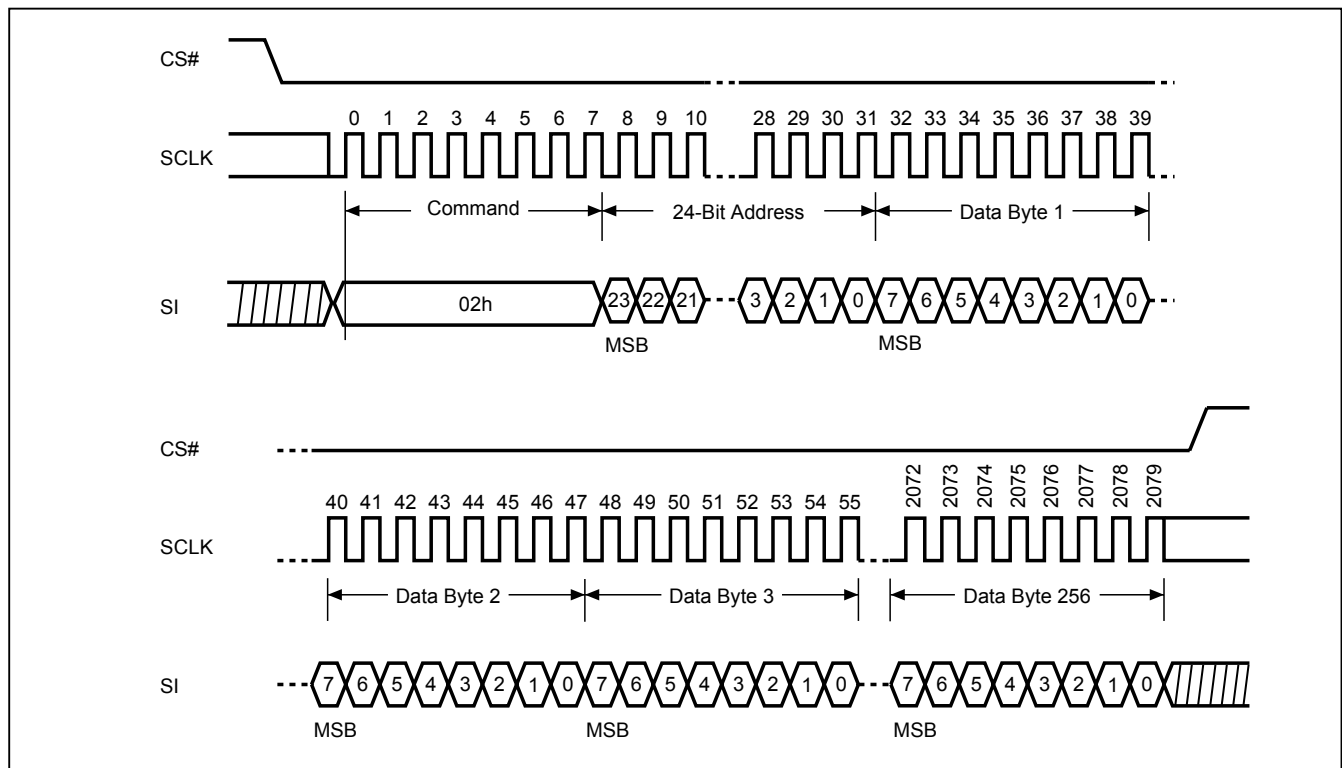 CS#
0 1 2 3 4 5 6 7 8 9 10 28 29 30 31 32 33 34 35 36 37 38 39
SCLK
Command 24-Bit Address Data Byte 1
SI 02h 23 22 21 3 2 1 0 7 6 5 4 3 2 1 0
MSB MSB
CS#
40 41 42 43 44 45 46 47 48 49 50 51 52 53 54 55 2072 2073 2074 2075 2076 2077 2078 2079
SCLK
Data Byte 2 Data Byte 3 Data Byte 256
SI 7 6 5 4 3 2 1 0 7 6 5 4 3 2 1 0 7 6 5 4 3 2 1 0
MSB MSB MSB